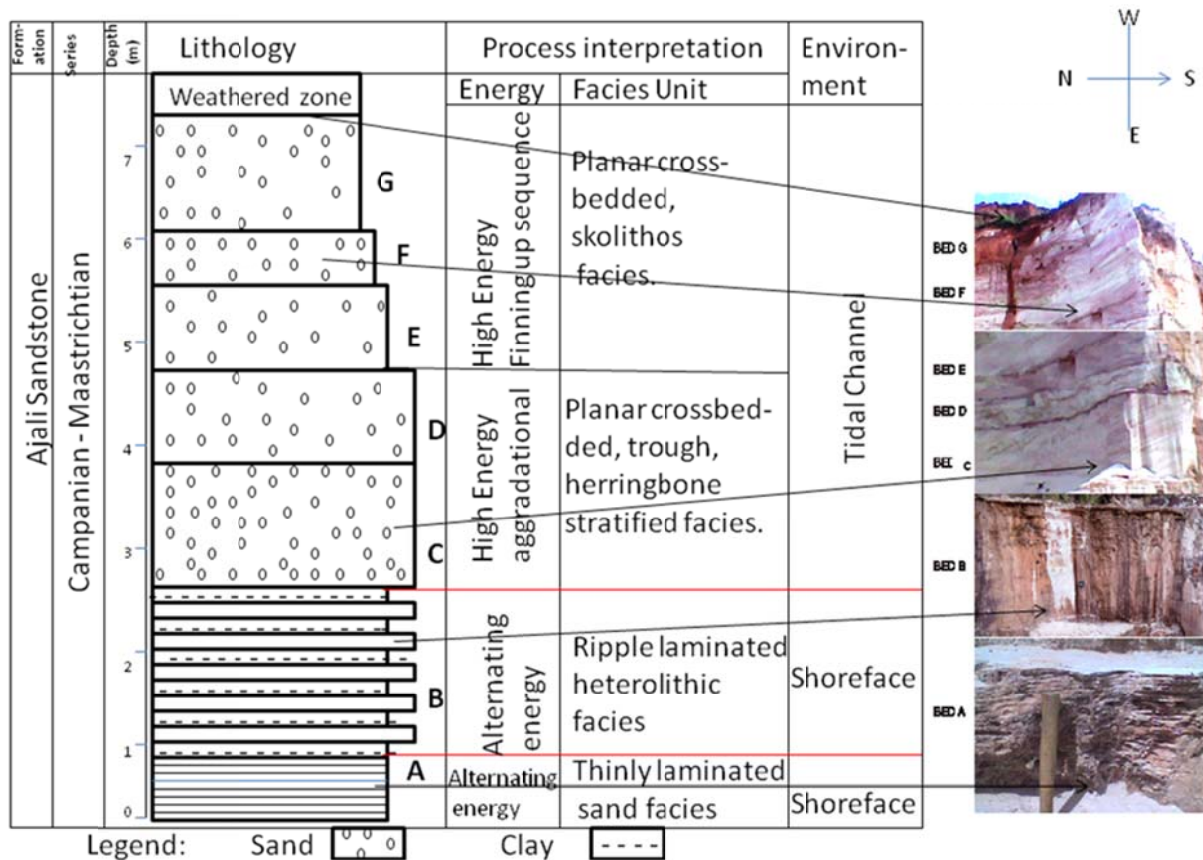 Form-
ation
series
Depth
(m)
Lithology
Process interpretation
Environ-
ment
Energy
Facies Unit
Ajali Sandstone
Campanian - Maastrichtian
7
6
5
4
3
2
1
0
Weathered zone
G
F
E
D
C
B
A
High Energy
Finning up sequence
High Energy
aggradational
Alternating
energy
Alternating
energy
Planar cross-
bedded,
skolithos
facies.
Planar crossbed-
ded, trough,
herringbone
stratified facies.
Ripple laminated
heterolithic
facies
Thinly laminated
sand facies
Tidal Channel
Shoreface
Shoreface
W
N
S
E
BED G
BED F
BED E
BED D
BED C
BED B
BED A
Legend: Sand Clay